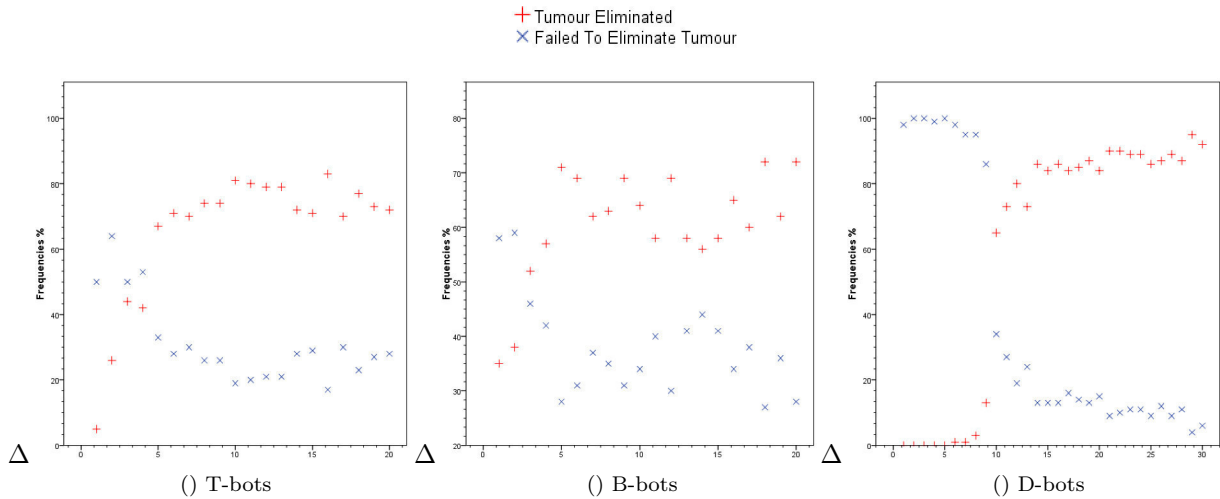 Tumour Eliminated
Failed To Eliminate Tumour
Frequencies %
100
80
60
40
20
0
0 5 10 15 20
Δ
() T-bots
Frequencies %
80
70
60
50
40
30
20
0 5 10 15 20
Δ
() B-bots
Frequencies %
100
80
60
40
20
0
0 5 10 15 20 25 30
Δ
() D-bots